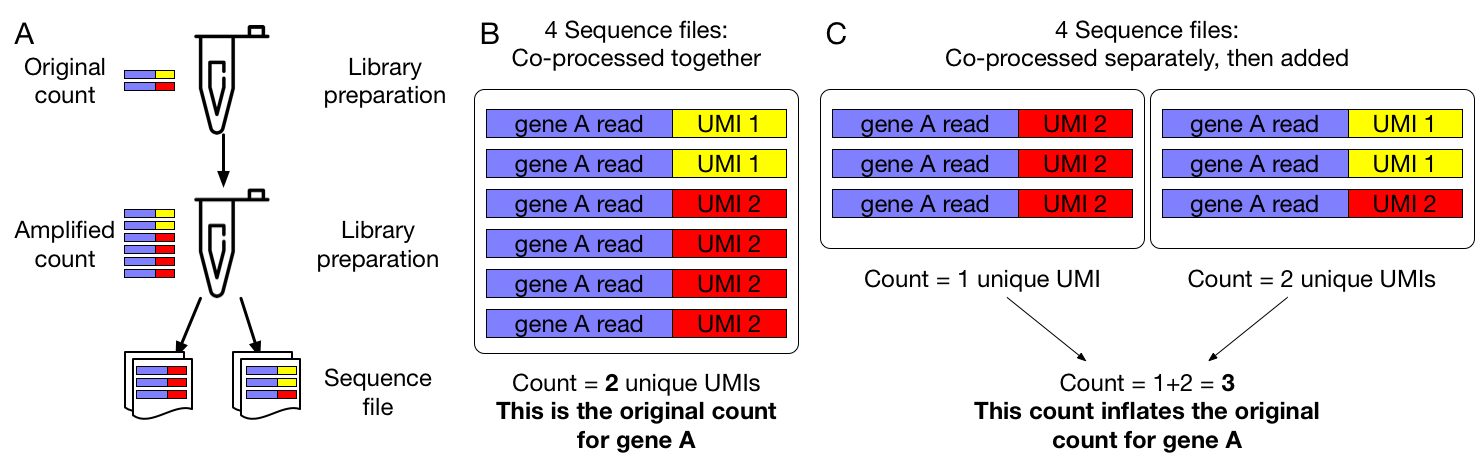 A
Original
count
Library
preparation
Amplified
count
Library
preparation
Sequence
file
B
4 Sequence files:
Co-processed together
gene A read UMI 1
gene A read UMI 1
gene A read UMI 2
gene A read UMI 2
gene A read UMI 2
gene A read UMI 2
Count = 2 unique UMIs
This is the original count
for gene A
C
4 Sequence files:
Co-processed separately, then added
gene A read UMI 2
gene A read UMI 2
gene A read UMI 2
Count = 1 unique UMI
gene A read UMI 1
gene A read UMI 1
gene A read UMI 2
Count = 2 unique UMIs
Count = 1+2 = 3
This count inflates the original
count for gene A